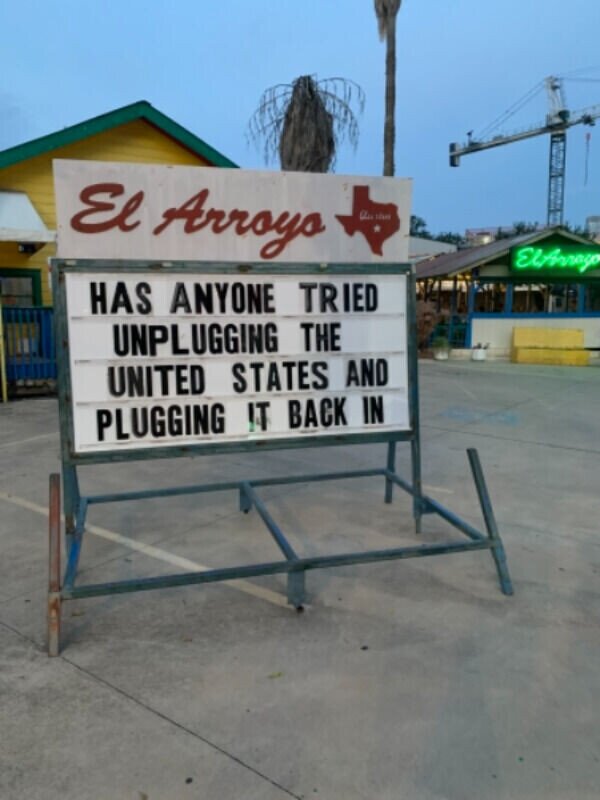 El Arroyo
HAS ANYONE TRIED
UNPLUGGING THE
UNITED STATES AND
PLUGGING IT BACK IN
El Arroyo